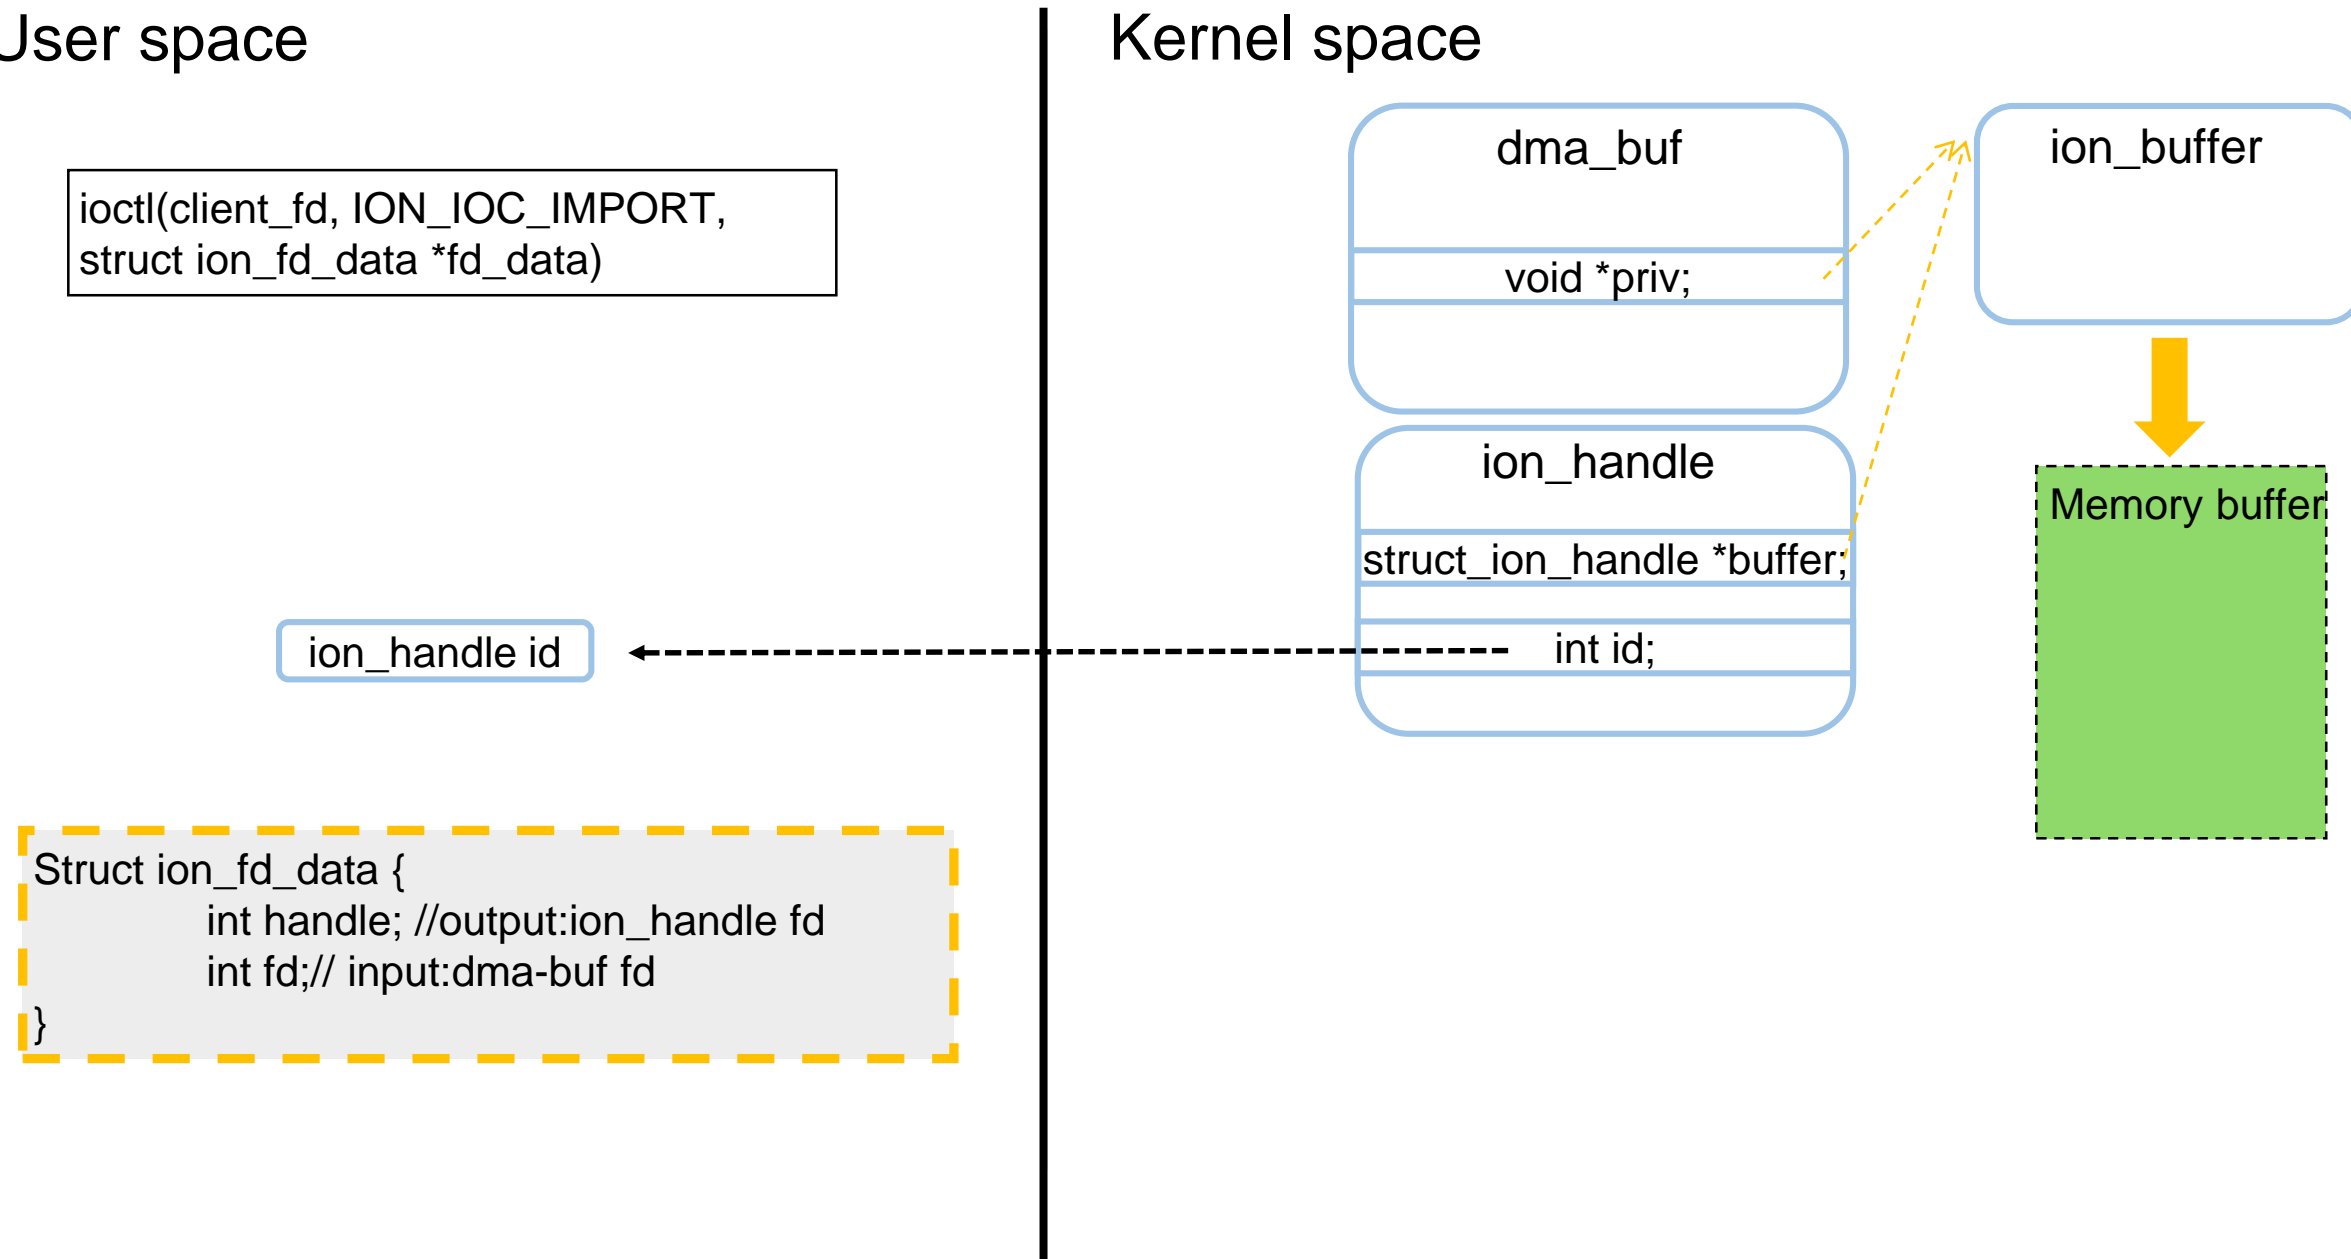 User space
Kernel space
ioctl(client_fd, ION_IOC_IMPORT,
struct ion_fd_data *fd_data)
dma_buf
void *priv;
ion_buffer
ion_handle
struct_ion_handle *buffer;
int id;
Memory buffer
ion_handle id
Struct ion_fd_data {
int handle; //output:ion_handle fd
int fd;// input:dma-buf fd
}